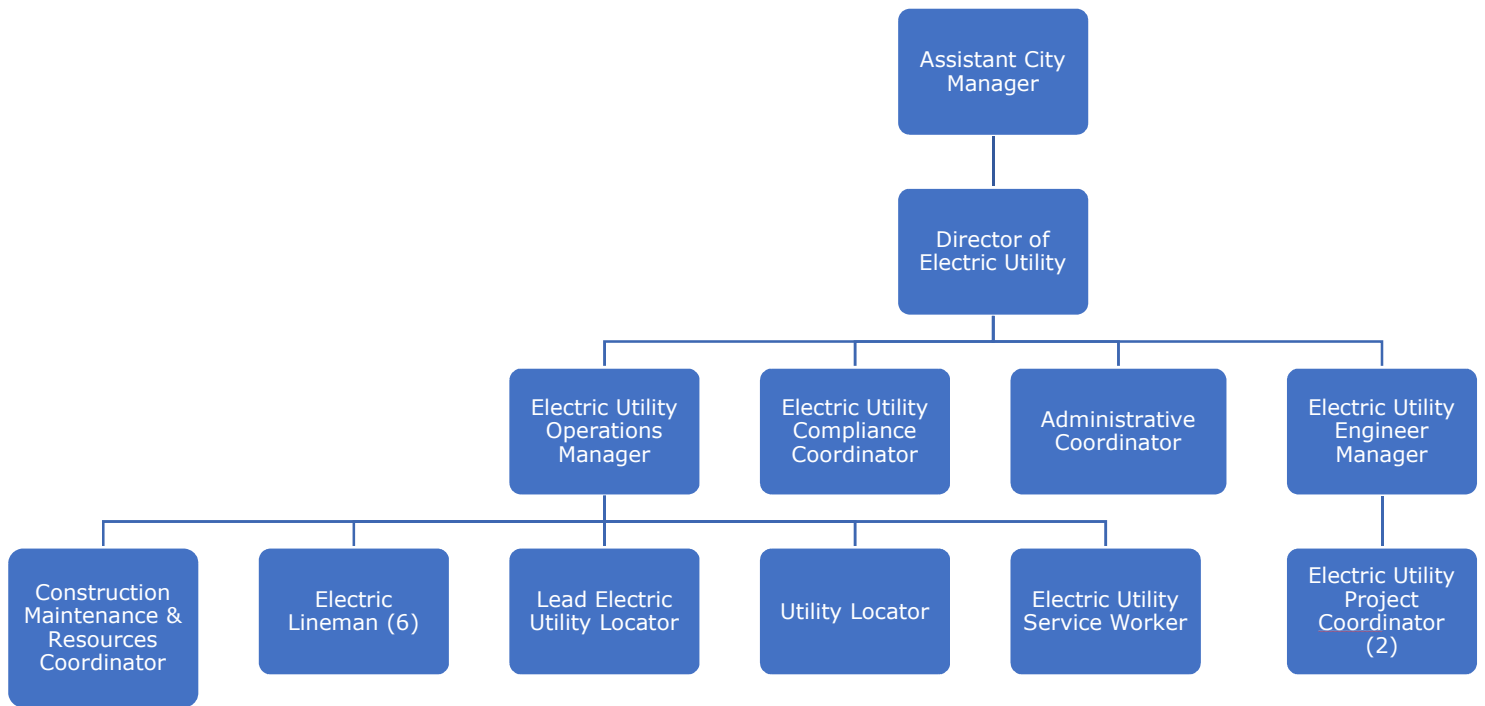 Assistant City
Manager
Director of
Electric Utility
Electric Utility
Operations
Manager
Electric Utility
Compliance
Coordinator
Administrative
Coordinator
Electric Utility
Engineer
Manager
Construction
Maintenance &
Resources
Coordinator
Electric
Lineman (6)
Lead Electric
Utility Locator
Utility Locator
Electric Utility
Service Worker
Electric Utility
Project
Coordinator
(2)